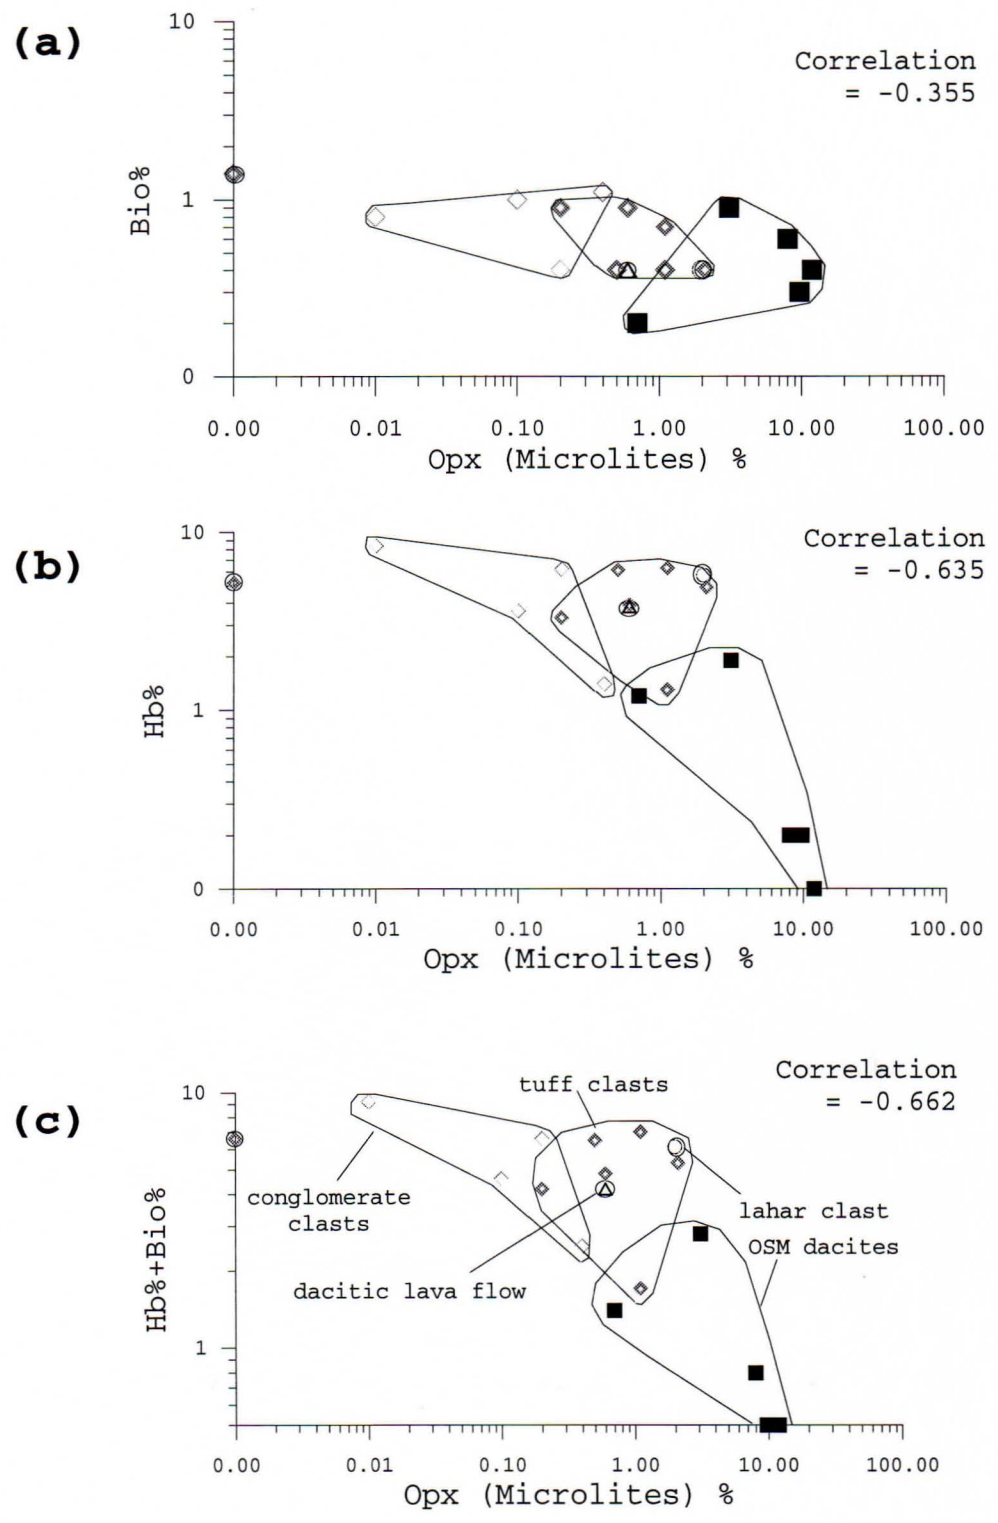 (a)
Correlation
= -0.355
Bio%
10
1
0
0.00 0.01 0.10 1.00 10.00 100.00
Opx (Microlites) %
(b)
Correlation
= -0.635
Hb%
10
1
0
0.00 0.01 0.10 1.00 10.00 100.00
Opx (Microlites) %
(c)
Correlation
= -0.662
Hb%+Bio%
10
1
tuff clasts
conglomerate
clasts
lahar clast
OSM dacites
dacitic lava flow
0.00 0.01 0.10 1.00 10.00 100.00
Opx (Microlites) %